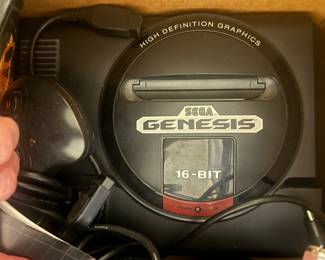 HIGH DEFINITION GRAPHICS
SEGA
GENESIS
16-BIT